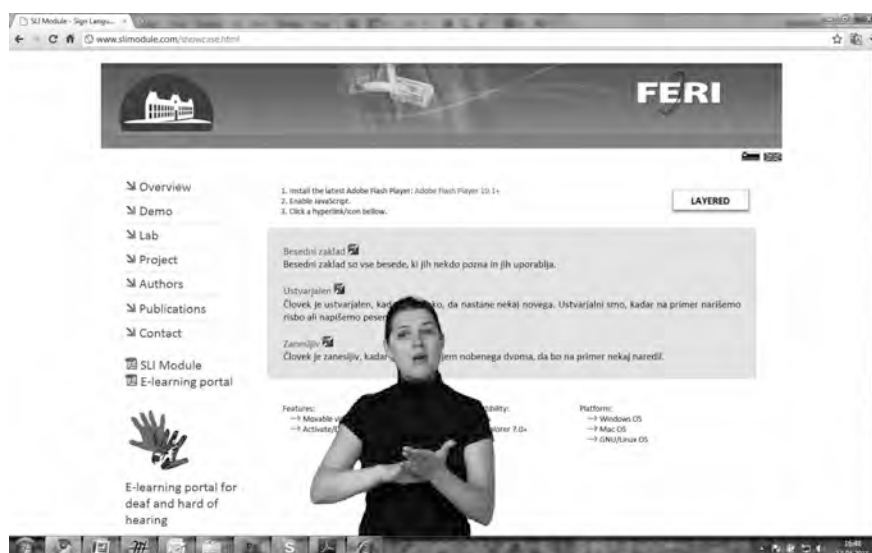 SLI Module - Sign Langu...
www.slimodule.com/showcase.html
FERI
Overview
Demo
Lab
Project
Authors
Publications
Contact
SLI Module
E-learning portal
E-learning portal for
deaf and hard of
hearing
1. Install the latest Adobe Flash Player: Adobe Flash Player 10.1+
2. Enable JavaScript.
3. Click a hyperlink/icon bellow.
LAYERED
Besedni zaklad
Besedni zaklad so vse besede, ki jih nekdo pozna in jih uporablja.
Ustvarjalen
Človek je ustvarjalen, da nastane nekaj novega. Ustvarjalni smo, kadar na primer narišemo
risbo ali napišemo
Zanesljiv
Človek je zanesljiv, kadar nobenega dvoma, da bo na primer nekaj naredil.
Features:
Platform:
Windows OS
Mac OS
GNU/Linux OS
7.0+
16:40